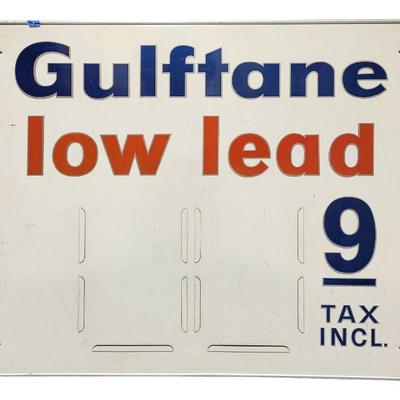 Gulftane
low lead
9
TAX
INCL.